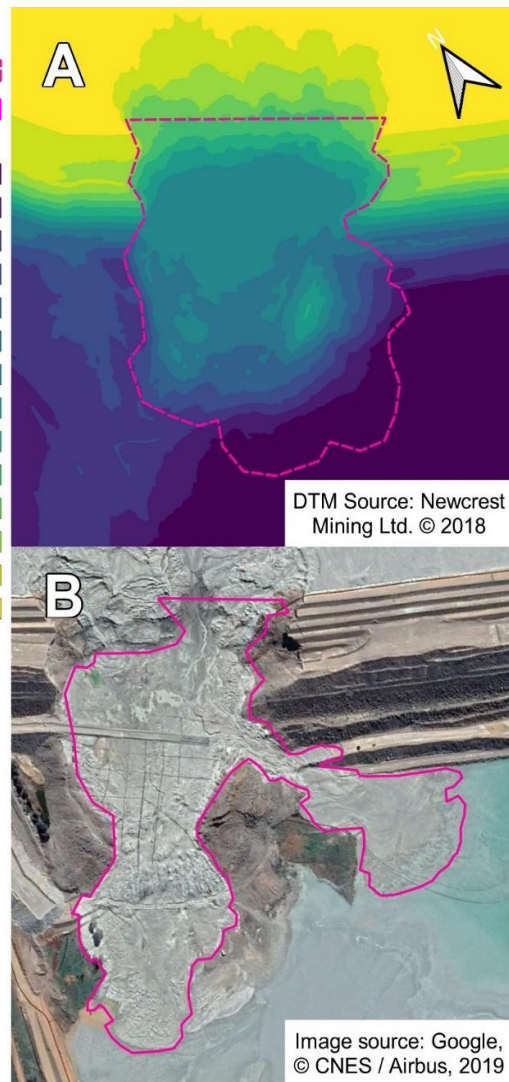 A
N
DTM Source: Newcrest
Mining Ltd. © 2018
B
Image source: Google,
© CNES / Airbus, 2019